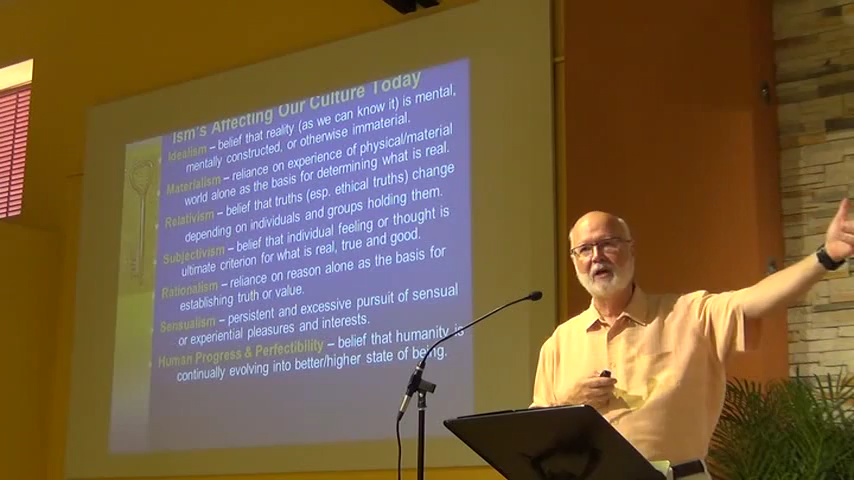 Ism's Affecting Our Culture Today
Idealism – belief that reality (as we can know it) is mental,
mentally constructed, or otherwise immaterial.
Materialism – reliance on experience of physical/material
world alone as the basis for determining what is real.
Relativism – belief that truths (esp. ethical truths) change
depending on individuals and groups holding them.
Subjectivism – belief that individual feeling or thought is
ultimate criterion for what is real, true and good.
Rationalism – reliance on reason alone as the basis for
establishing truth or value.
Sensualism – persistent and excessive pursuit of sensual
or experiential pleasures and interests.
Human Progress & Perfectibility – belief that humanity is
continually evolving into better/higher state of being.